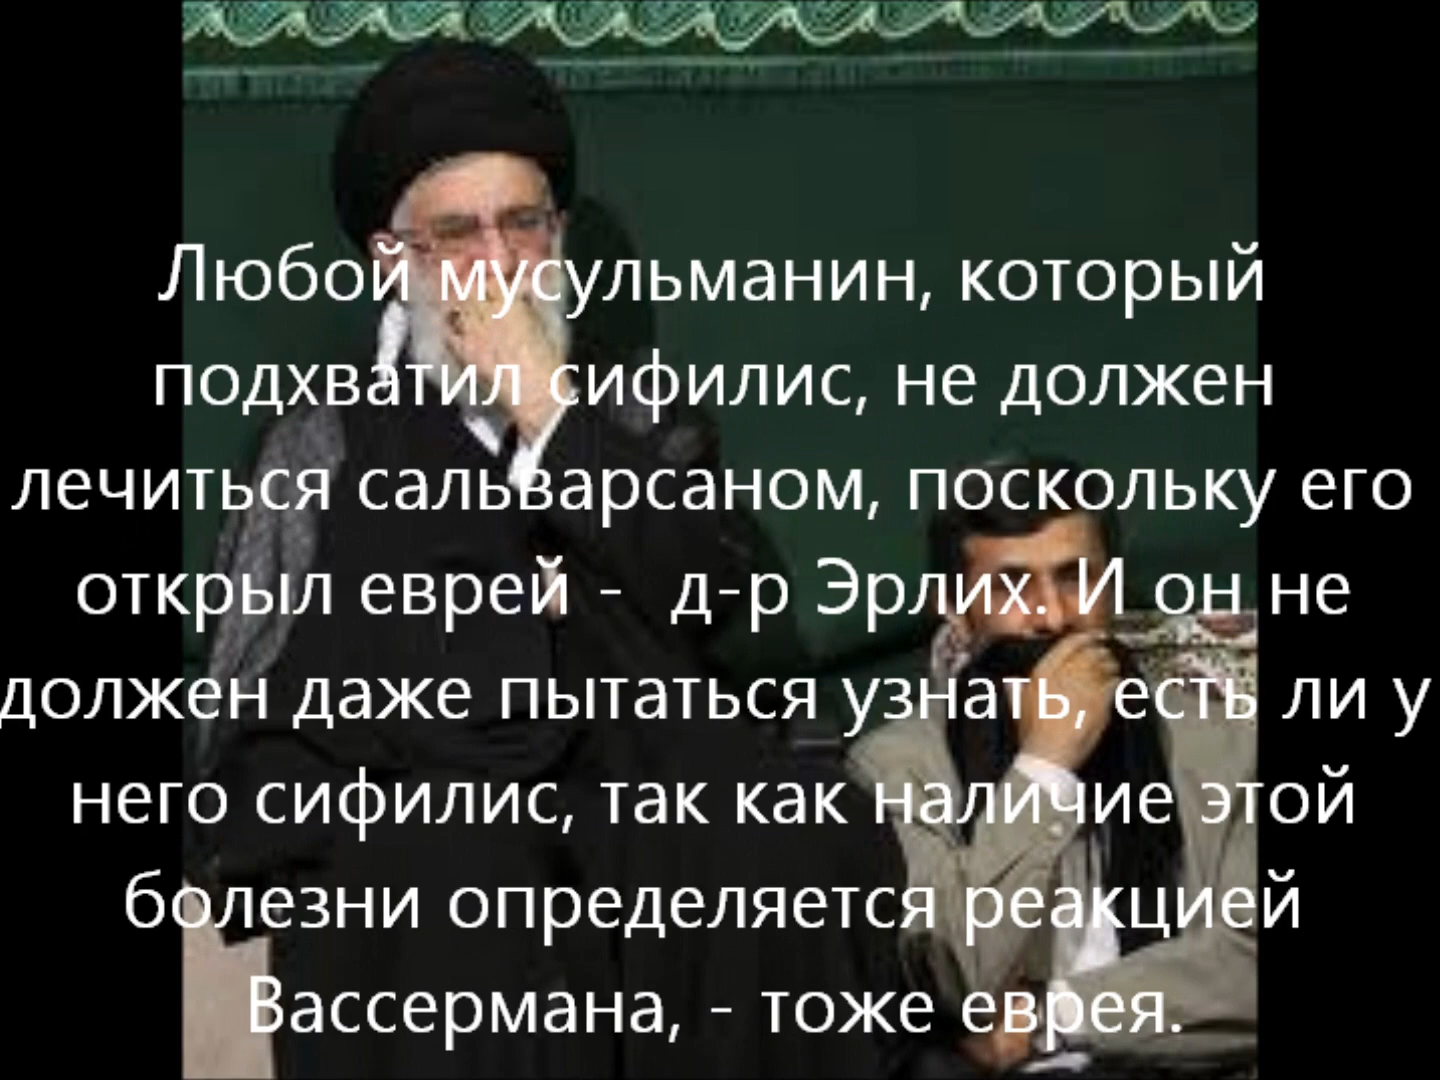 Любой мусульманин, который
подхватил сифилис, не должен
лечиться сальварсаном, поскольку его
открыл еврей - д-р Эрлих. И он не
должен даже пытаться узнать, есть ли у
него сифилис, так как наличие этой
болезни определяется реакцией
Вассермана, - тоже еврея.